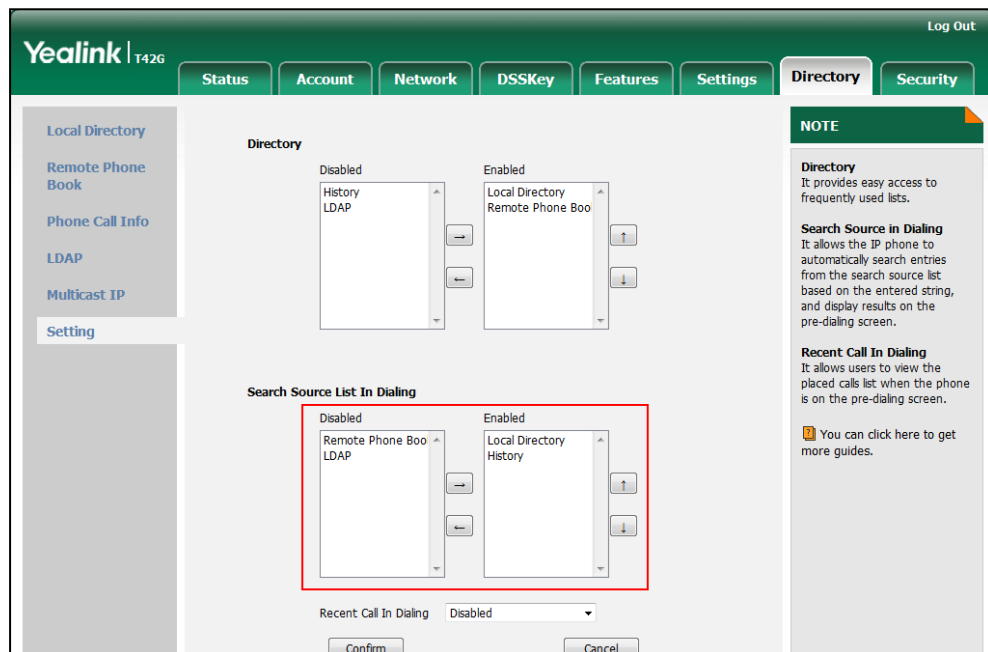 Log Out
Yealink | T42G
Status
Account
Network
DSSKey
Features
Settings
Directory
Security
Local Directory
Remote Phone
Book
Phone Call Info
LDAP
Multicast IP
Setting
Directory
Disabled
Enabled
History
LDAP
→
←
Local Directory
Remote Phone Boo
↑
↓
Search Source List In Dialing
Disabled
Enabled
Remote Phone Boo
LDAP
→
←
Local Directory
History
↑
↓
Recent Call In Dialing
Disabled
Confirm
Cancel
NOTE
Directory
It provides easy access to
frequently used lists.
Search Source in Dialing
It allows the IP phone to
automatically search entries
from the search source list
based on the entered string,
and display results on the
pre-dialing screen.
Recent Call In Dialing
It allows users to view the
placed calls list when the phone
is on the pre-dialing screen.
? You can click here to get
more guides.